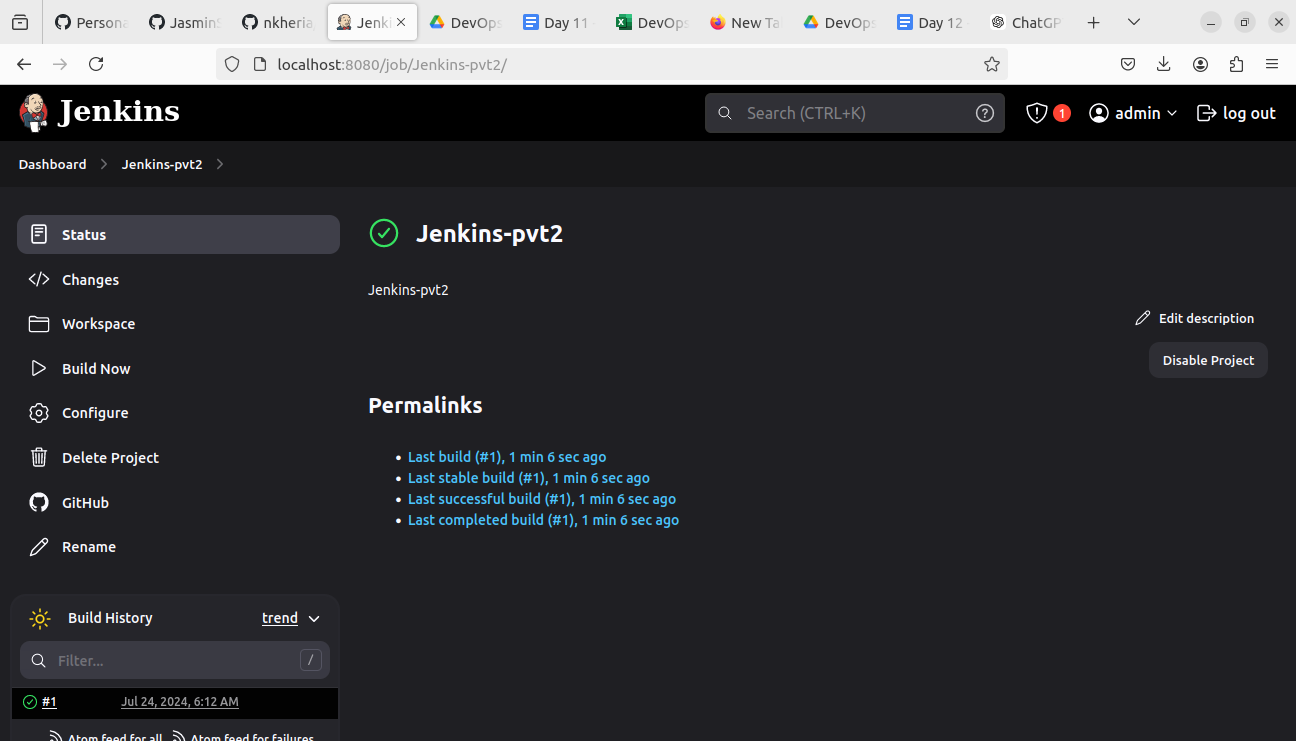 Persona
JasminS
nkheria
Jenki
DevOps
Day 11 -
DevOps
New Ta
DevOps
Day 12
ChatGP
localhost:8080/job/Jenkins-pvt2/
Jenkins
Search (CTRL+K)
1
admin
log out
Dashboard
Jenkins-pvt2
Status
Changes
Workspace
Build Now
Configure
Delete Project
GitHub
Rename
Build History
trend
Filter...
/
#1
Jul 24, 2024, 6:12 AM
Atom feed for all
Atom feed for failures
Jenkins-pvt2
Jenkins-pvt2
Edit description
Disable Project
Permalinks
Last build (#1), 1 min 6 sec ago
Last stable build (#1), 1 min 6 sec ago
Last successful build (#1), 1 min 6 sec ago
Last completed build (#1), 1 min 6 sec ago